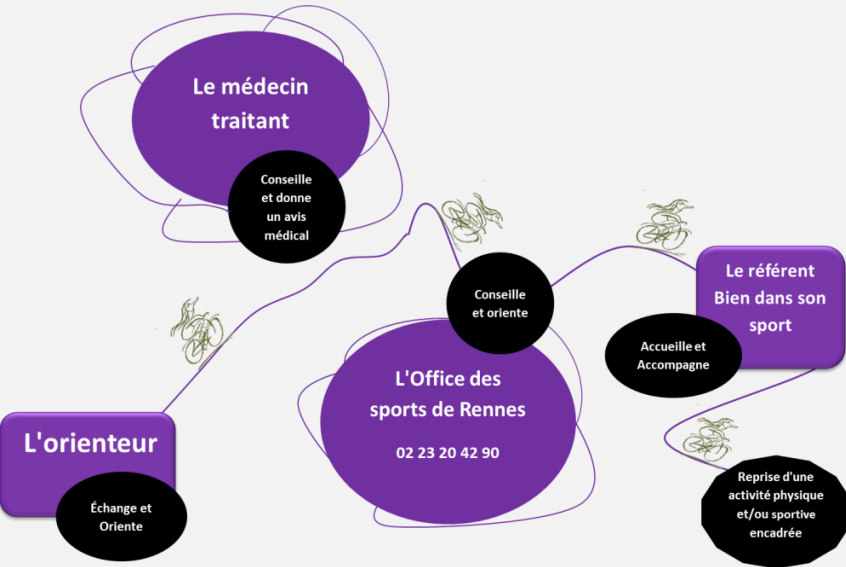 Le médecin
traitant
Conseille
et donne
un avis
médical
L'orienteur
Échange et
Oriente
Conseille
et oriente
L'Office des
sports de Rennes
02 23 20 42 90
Le référent
Bien dans son
sport
Accueille et
Accompagne
Reprise d'une
activité physique
et/ou sportive
encadrée